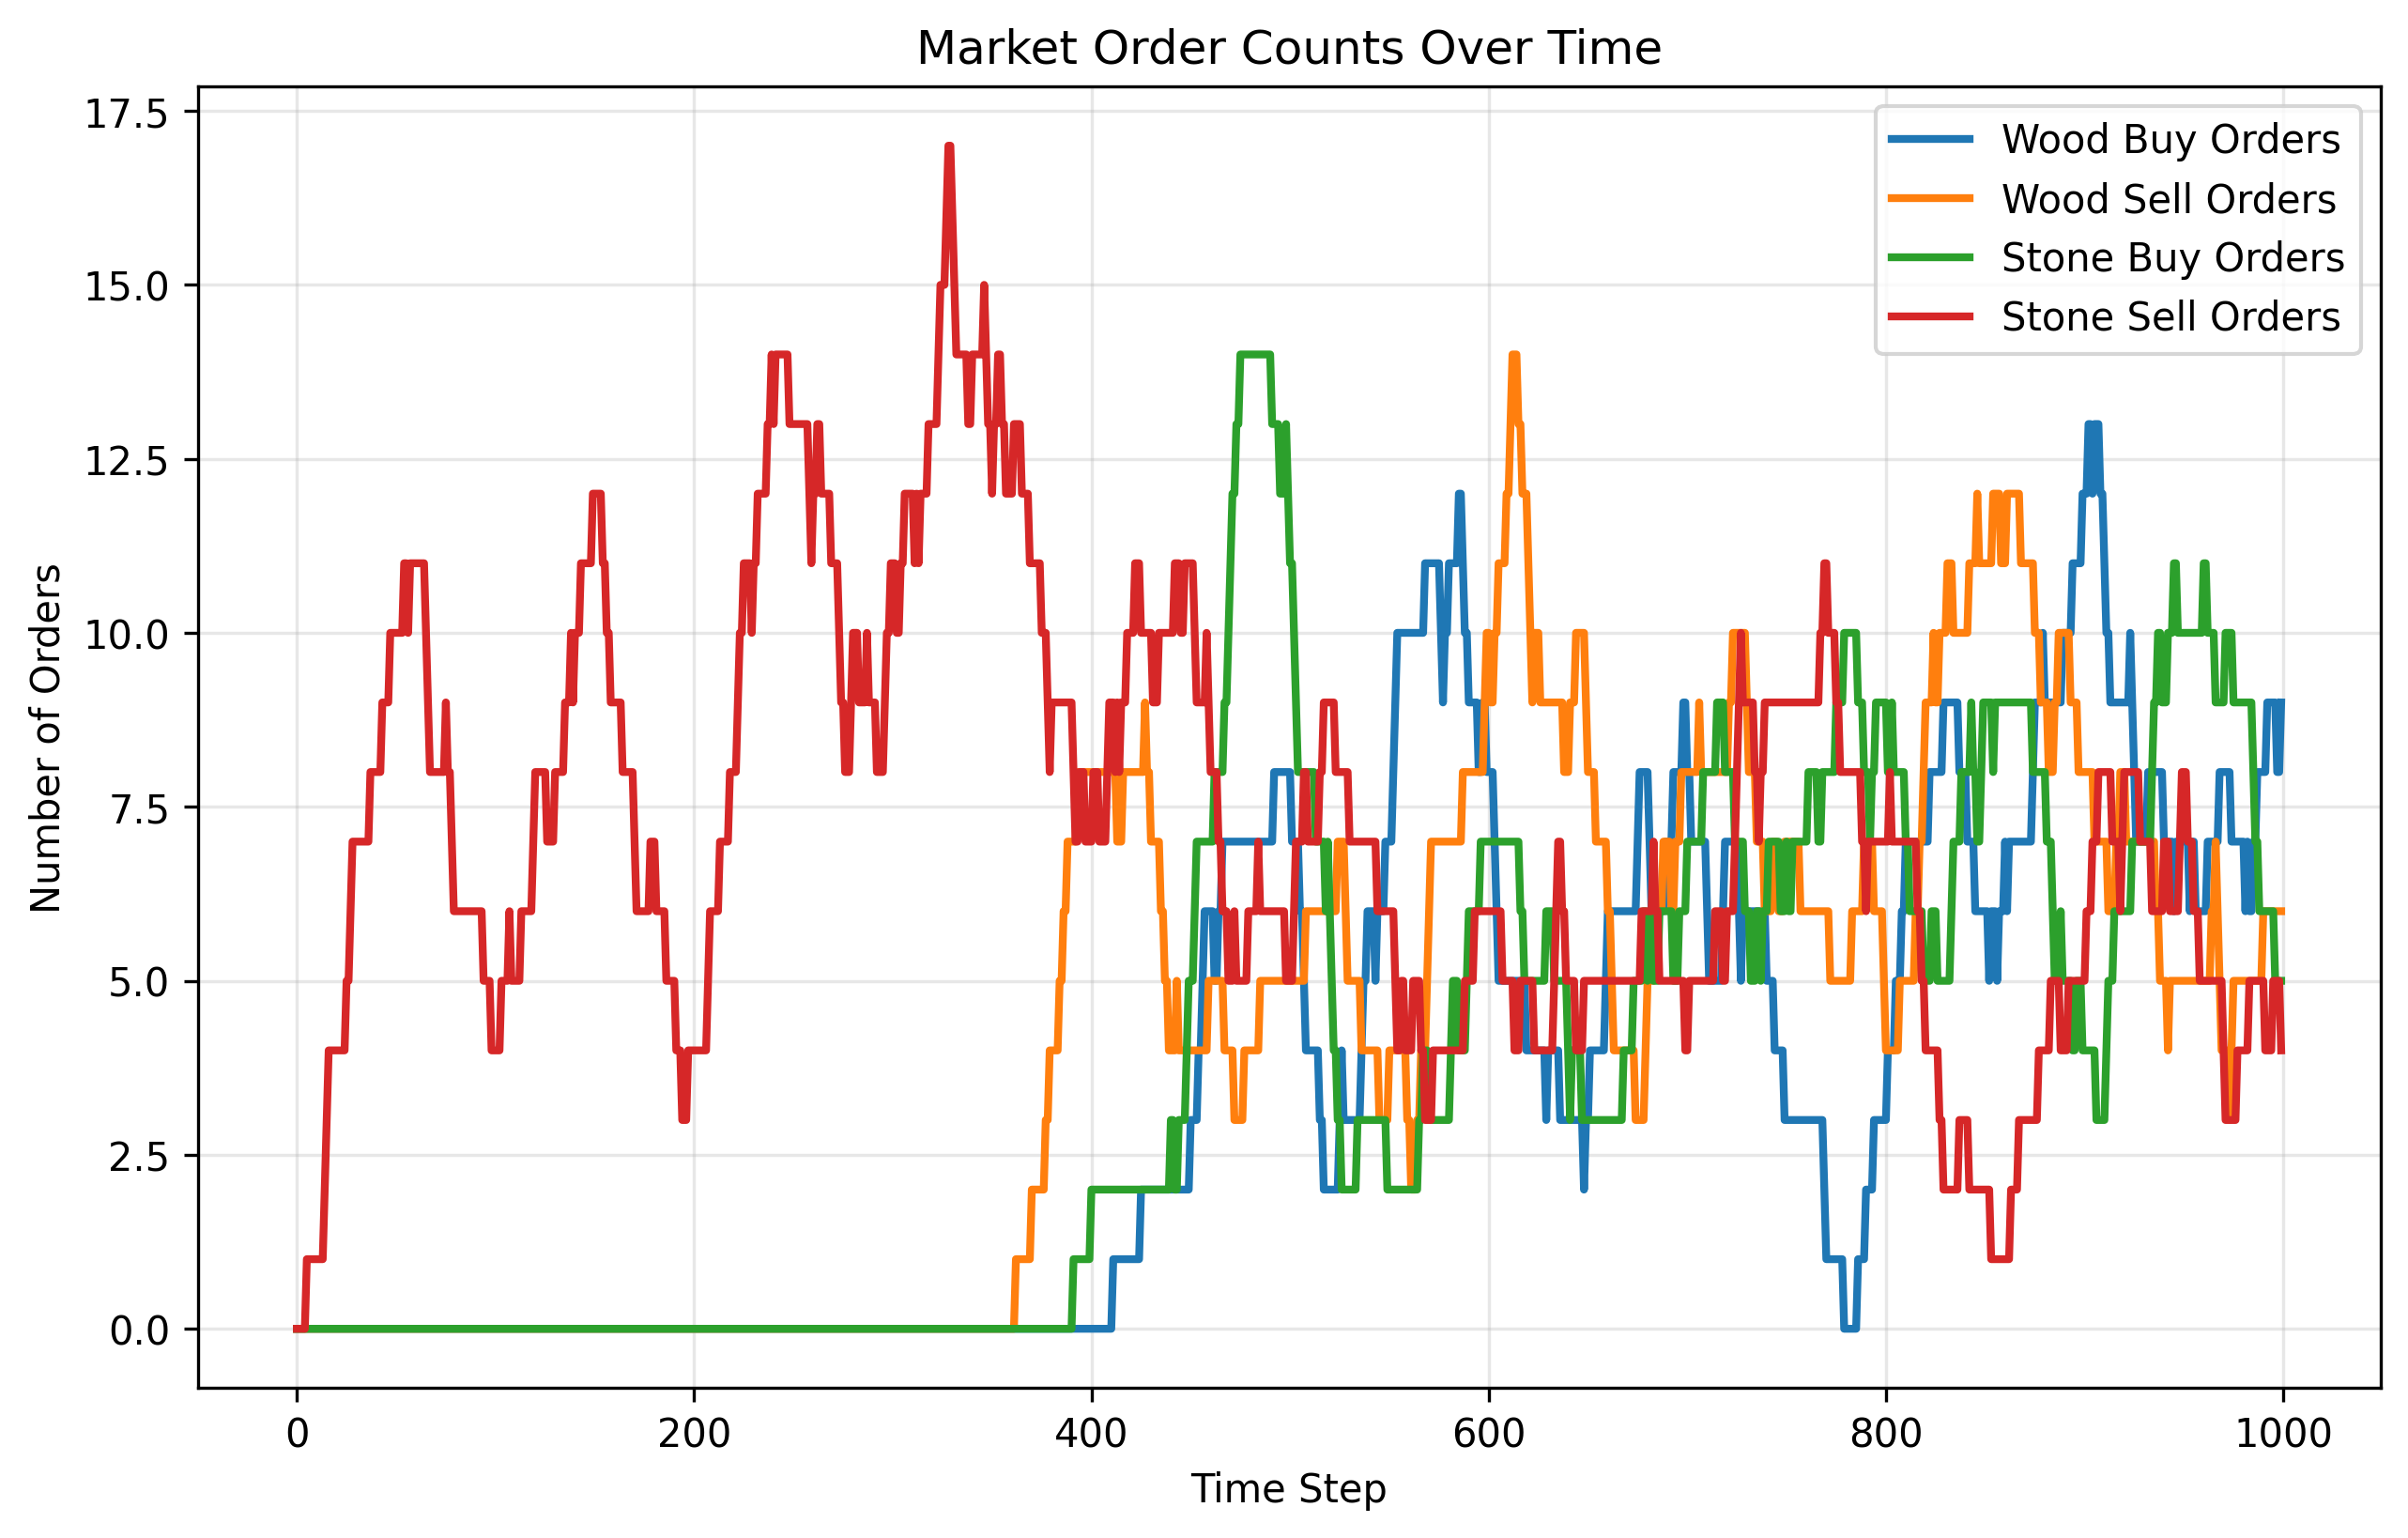 Market Order Counts Over Time
Number of Orders
17.5
15.0
12.5
10.0
7.5
5.0
2.5
0.0
Wood Buy Orders
Wood Sell Orders
Stone Buy Orders
Stone Sell Orders
0 200 400 600 800 1000
Time Step